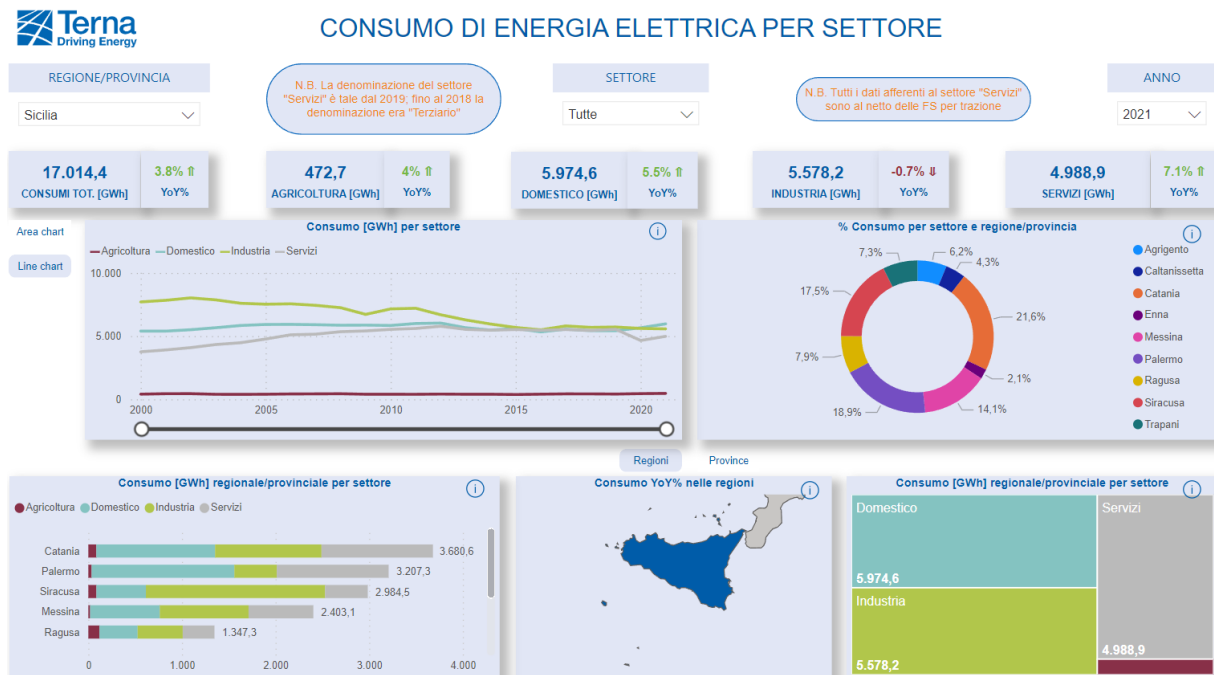 Terna
Driving Energy
CONSUMO DI ENERGIA ELETTRICA PER SETTORE
REGIONE/PROVINCIA
Sicilia
N.B. La denominazione del settore
"Servizi" è tale dal 2019; fino al 2018 la
denominazione era "Terziario"
SETTORE
Tutte
N.B. Tutti i dati afferenti al settore "Servizi"
sono al netto delle FS per trazione
ANNO
2021
17.014,4
CONSUMI TOT. [GWh]
3.8% ⇑
YoY%
472,7
AGRICOLTURA [GWh]
4% ⇑
YoY%
5.974,6
DOMESTICO [GWh]
5.5% ⇑
YoY%
5.578,2
INDUSTRIA [GWh]
-0.7% ⇓
YoY%
4.988,9
SERVIZI [GWh]
7.1% ⇑
YoY%
Area chart
Line chart
Consumo [GWh] per settore
Agricoltura Domestico Industria Servizi
10.000
5.000
0
2000 2005 2010 2015 2020
% Consumo per settore e regione/provincia
6,2%
4,3%
21,6%
2,1%
14,1%
18,9%
7,9%
17,5%
7,3%
Agrigento
Caltanissetta
Catania
Enna
Messina
Palermo
Ragusa
Siracusa
Trapani
Regioni Province
Consumo [GWh] regionale/provinciale per settore
Agricoltura Domestico Industria Servizi
Catania 3.680,6
Palermo 3.207,3
Siracusa 2.984,5
Messina 2.403,1
Ragusa 1.347,3
0 1.000 2.000 3.000 4.000
Consumo YoY% nelle regioni
Consumo [GWh] regionale/provinciale per settore
Domestico
5.974,6
Industria
5.578,2
Servizi
4.988,9